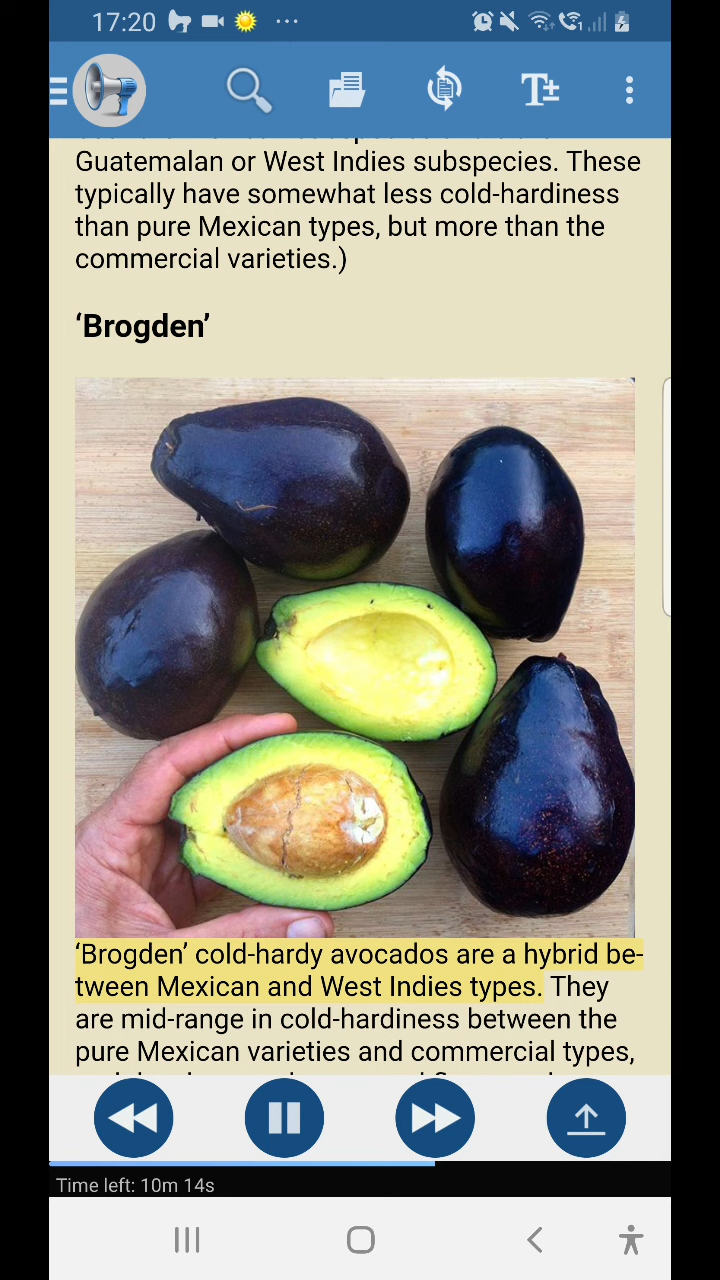 17:20
T±
Guatemalan or West Indies subspecies. These
typically have somewhat less cold-hardiness
than pure Mexican types, but more than the
commercial varieties.)
‘Brogden’
‘Brogden’ cold-hardy avocados are a hybrid be-
tween Mexican and West Indies types. They
are mid-range in cold-hardiness between the
pure Mexican varieties and commercial types,
Time left: 10m 14s